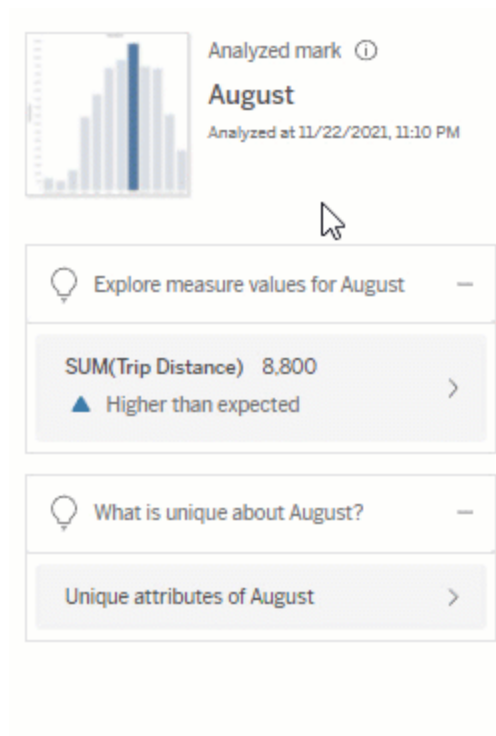 Analyzed mark
August
Analyzed at 11/22/2021, 11:10 PM
Explore measure values for August
SUM(Trip Distance) 8,800
Higher than expected
What is unique about August?
Unique attributes of August